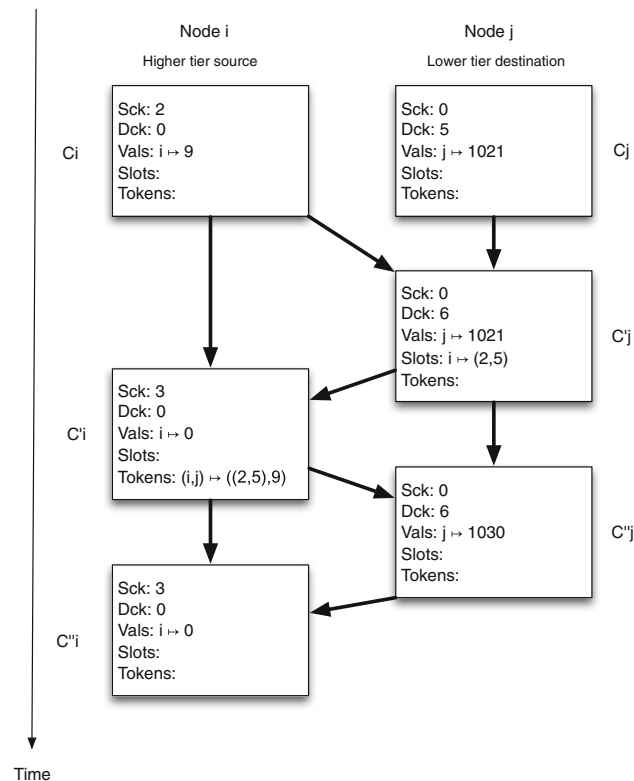 Node i
Node j
Higher tier source
Lower tier destination
Ci
Sck: 2
Dck: 0
Vals: i ↦ 9
Slots:
Tokens:
Sck: 0
Dck: 5
Vals: j ↦ 1021
Slots:
Tokens:
Cj
Sck: 0
Dck: 6
Vals: j ↦ 1021
Slots: i ↦ (2,5)
Tokens:
C'j
C'i
Sck: 3
Dck: 0
Vals: i ↦ 0
Slots:
Tokens: (i,j) ↦ ((2,5),9)
Sck: 0
Dck: 6
Vals: j ↦ 1030
Slots:
Tokens:
C"j
C"i
Sck: 3
Dck: 0
Vals: i ↦ 0
Slots:
Tokens:
Time